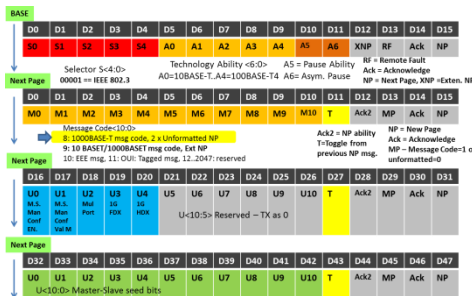 BASE
D0 D1 D2 D3 D4 D5 D6 D7 D8 D9 D10 D11 D12 D13 D14 D15
S0 S1 S2 S3 S4 A0 A1 A2 A3 A4 A5 A6 XNP RF Ack NP
Selector S<4:0>
00001 == IEEE 802.3
Technology Ability <6:0>
A0=10BASE-T..A4=100BASE-T4
A5 = Pause Ability
A6= Asym. Pause
RF = Remote Fault
Ack = Acknowledge
NP = Next Page, XNP =Exten. NP
Next Page
D0 D1 D2 D3 D4 D5 D6 D7 D8 D9 D10 D11 D12 D13 D14 D15
M0 M1 M2 M3 M4 M5 M6 M7 M8 M9 M10 T Ack2 MP Ack NP
Message Code<10:0>
8: 1000BASE-T msg code, 2 x Unformatted NP
9: 10 BASET/1000BASET msg code, Ext NP
10: EEE msg, 11: OUI: Tagged msg, 12..2047: reserved
Ack2 = NP ability
T=Toggle from
previous NP msg.
NP = New Page
Ack = Acknowledge
MP – Message Code=1 o
unformatted=0
Next Page
D16 D17 D18 D19 D20 D21 D22 D23 D24 D25 D26 D27 D28 D29 D30 D31
U0 U1 U2 U3 U4 U5 U6 U7 U8 U9 U10 T Ack2 MP Ack NP
M.S. Man Conf EN.
M.S. Man Conf Val M
Mul Port
1G FDX
1G HDX
U<10:5> Reserved – TX as 0
Next Page
D32 D33 D34 D35 D36 D37 D38 D39 D40 D41 D42 D43 D44 D45 D46 D47
U0 U1 U2 U3 U4 U5 U6 U7 U8 U9 U10 T Ack2 MP Ack NP
U<10:0> Master-Slave seed bits